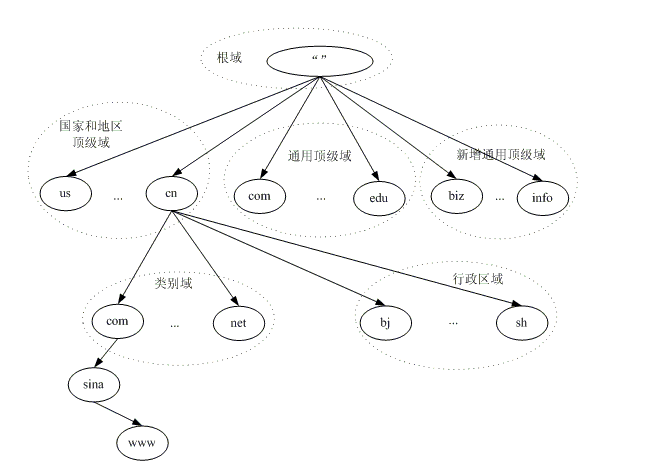 根域
“ ”
国家和地区
顶级域
通用顶级域
新增通用顶级域
us
...
cn
com
...
edu
biz
...
info
类别域
行政区域
com
...
net
bj
...
sh
sina
www